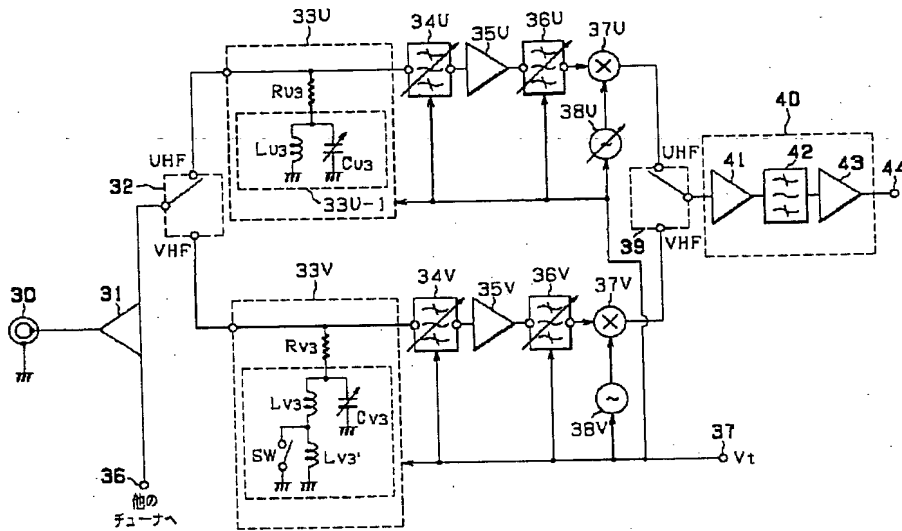 33U
34U
35U
36U
37U
RU3
LU3
CU3
38U
40
UHF
32
33U-1
UHF
41
42
43
44
VHF
39
VHF
33V
34V
35V
36V
37V
30
31
RV3
LV3
CV3
38V
SW
LV3'
37
Vt
36
他の
チューナへ